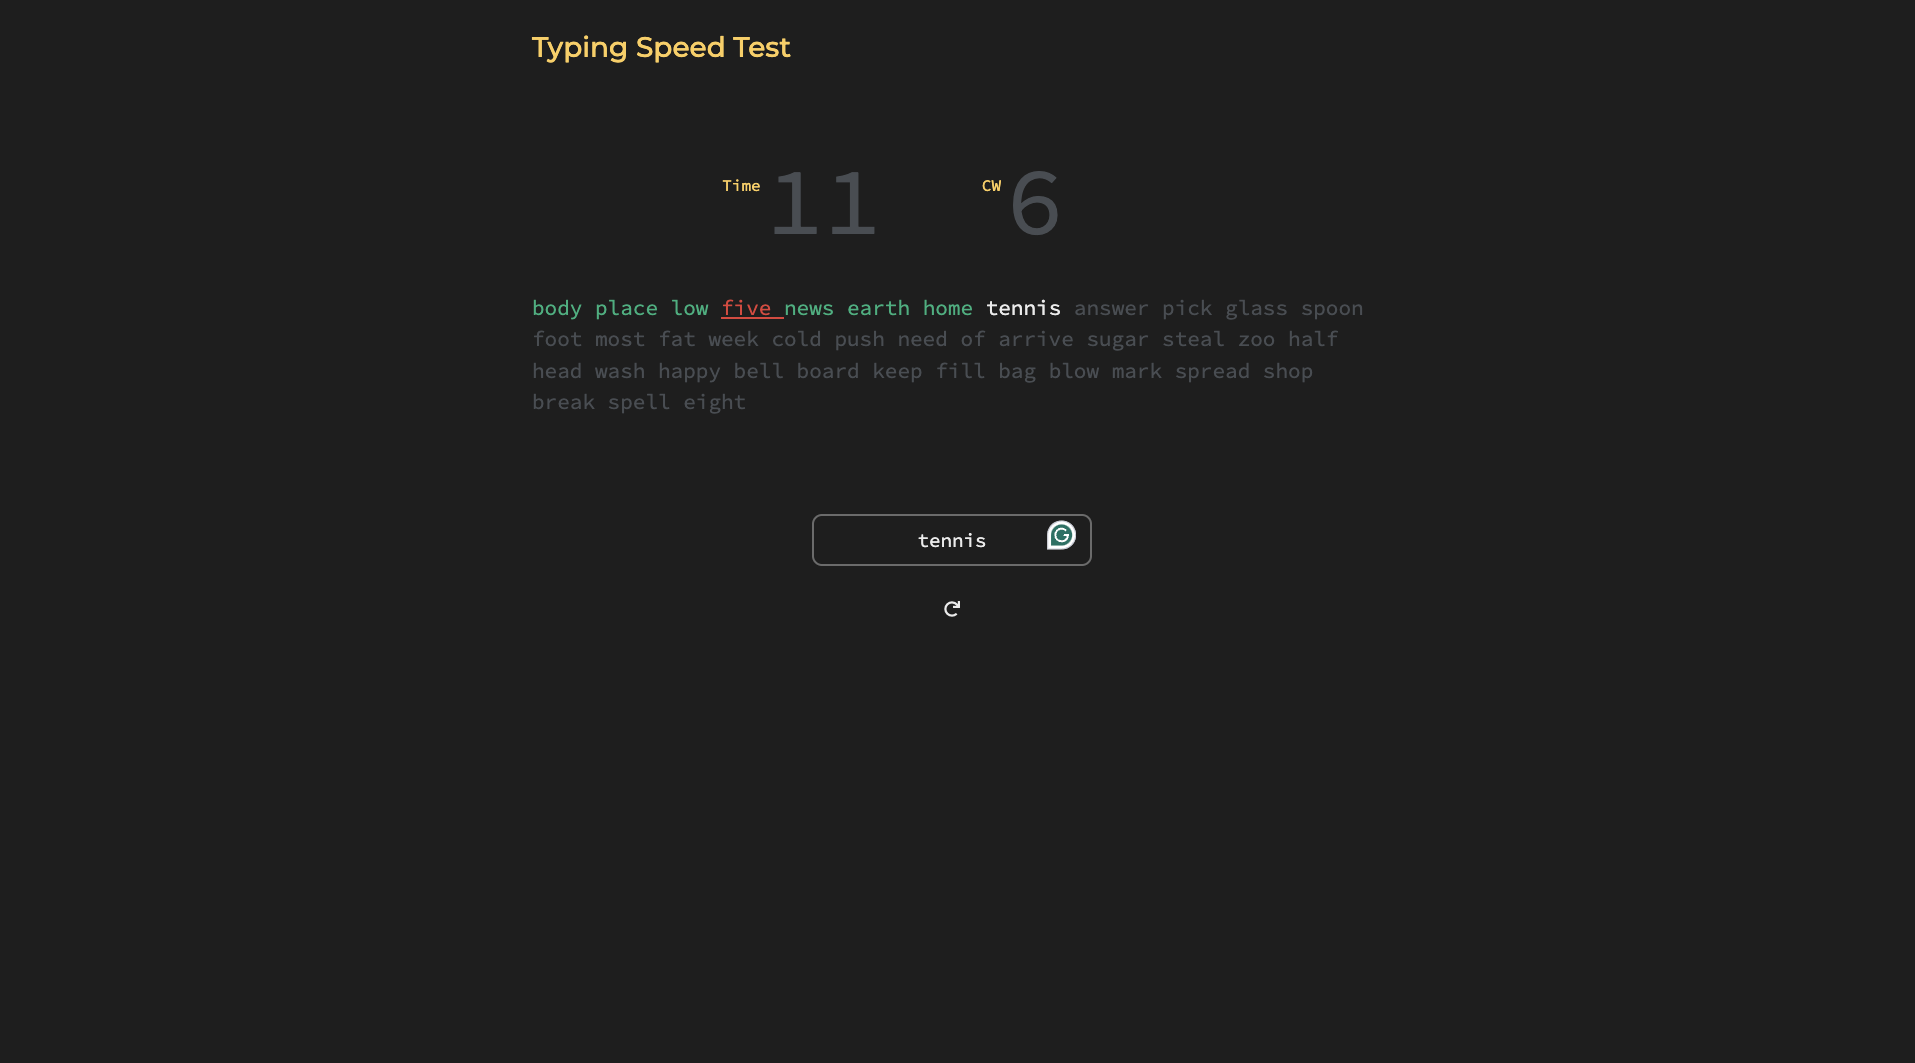 Typing Speed Test
Time 11 CW 6
body place low five news earth home tennis answer pick glass spoon
foot most fat week cold push need of arrive sugar steal zoo half
head wash happy bell board keep fill bag blow mark spread shop
break spell eight
tennis